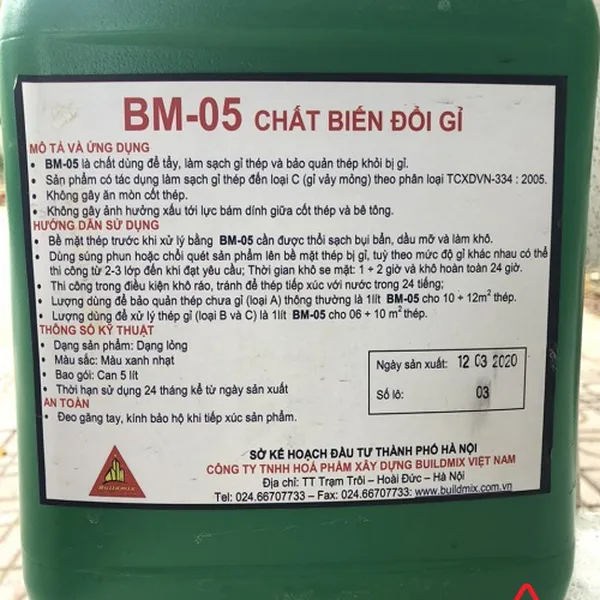 BM-05 CHẤT BIẾN ĐỔI GỈ
MÔ TẢ VÀ ỨNG DỤNG
• BM-05 là chất dùng để tẩy, làm sạch gỉ thép và bảo quản thép khỏi bị gỉ.
• Sản phẩm có tác dụng làm sạch gỉ thép đến loại C (gỉ vảy mỏng) theo phân loại TCXDVN-334 : 2005.
• Không gây ăn mòn cốt thép.
• Không gây ảnh hưởng xấu tới lực bám dính giữa cốt thép và bê tông.
HƯỚNG DẪN SỬ DỤNG
• Bề mặt thép trước khi xử lý bằng BM-05 cần được thổi sạch bụi bẩn, dầu mỡ và làm khô.
• Dùng súng phun hoặc chổi quét sản phẩm lên bề mặt thép bị gỉ, tuỳ theo mức độ gỉ khác nhau có thể
thi công từ 2-3 lớp đến khi đạt yêu cầu; Thời gian khô se mặt: 1 ÷ 2 giờ và khô hoàn toàn 24 giờ.
• Thi công trong điều kiện khô ráo, tránh để thép tiếp xúc với nước trong 24 tiếng;
• Lượng dùng để bảo quản thép chưa gỉ (loại A) thông thường là 1lít BM-05 cho 10 ÷ 12m² thép.
• Lượng dùng để xử lý thép gỉ (loại B và C) là 1lít BM-05 cho 06 ÷ 10 m² thép.
THÔNG SỐ KỸ THUẬT
• Dạng sản phẩm: Dạng lỏng
• Màu sắc: Màu xanh nhạt
• Bao gói: Can 5 lít
• Thời hạn sử dụng 24 tháng kể từ ngày sản xuất
AN TOÀN
• Đeo găng tay, kính bảo hộ khi tiếp xúc sản phẩm.
Ngày sản xuất: 12 03 2020
Số lô: 03
Buildmix
SỞ KẾ HOẠCH ĐẦU TƯ THÀNH PHỐ HÀ NỘI
CÔNG TY TNHH HOÁ PHẨM XÂY DỰNG BUILDMIX VIỆT NAM
Địa chỉ: TT Trạm Trôi – Hoài Đức – Hà Nội
Tel: 024.66707733 – Fax: 024.66707733: www.buildmix.com.vn